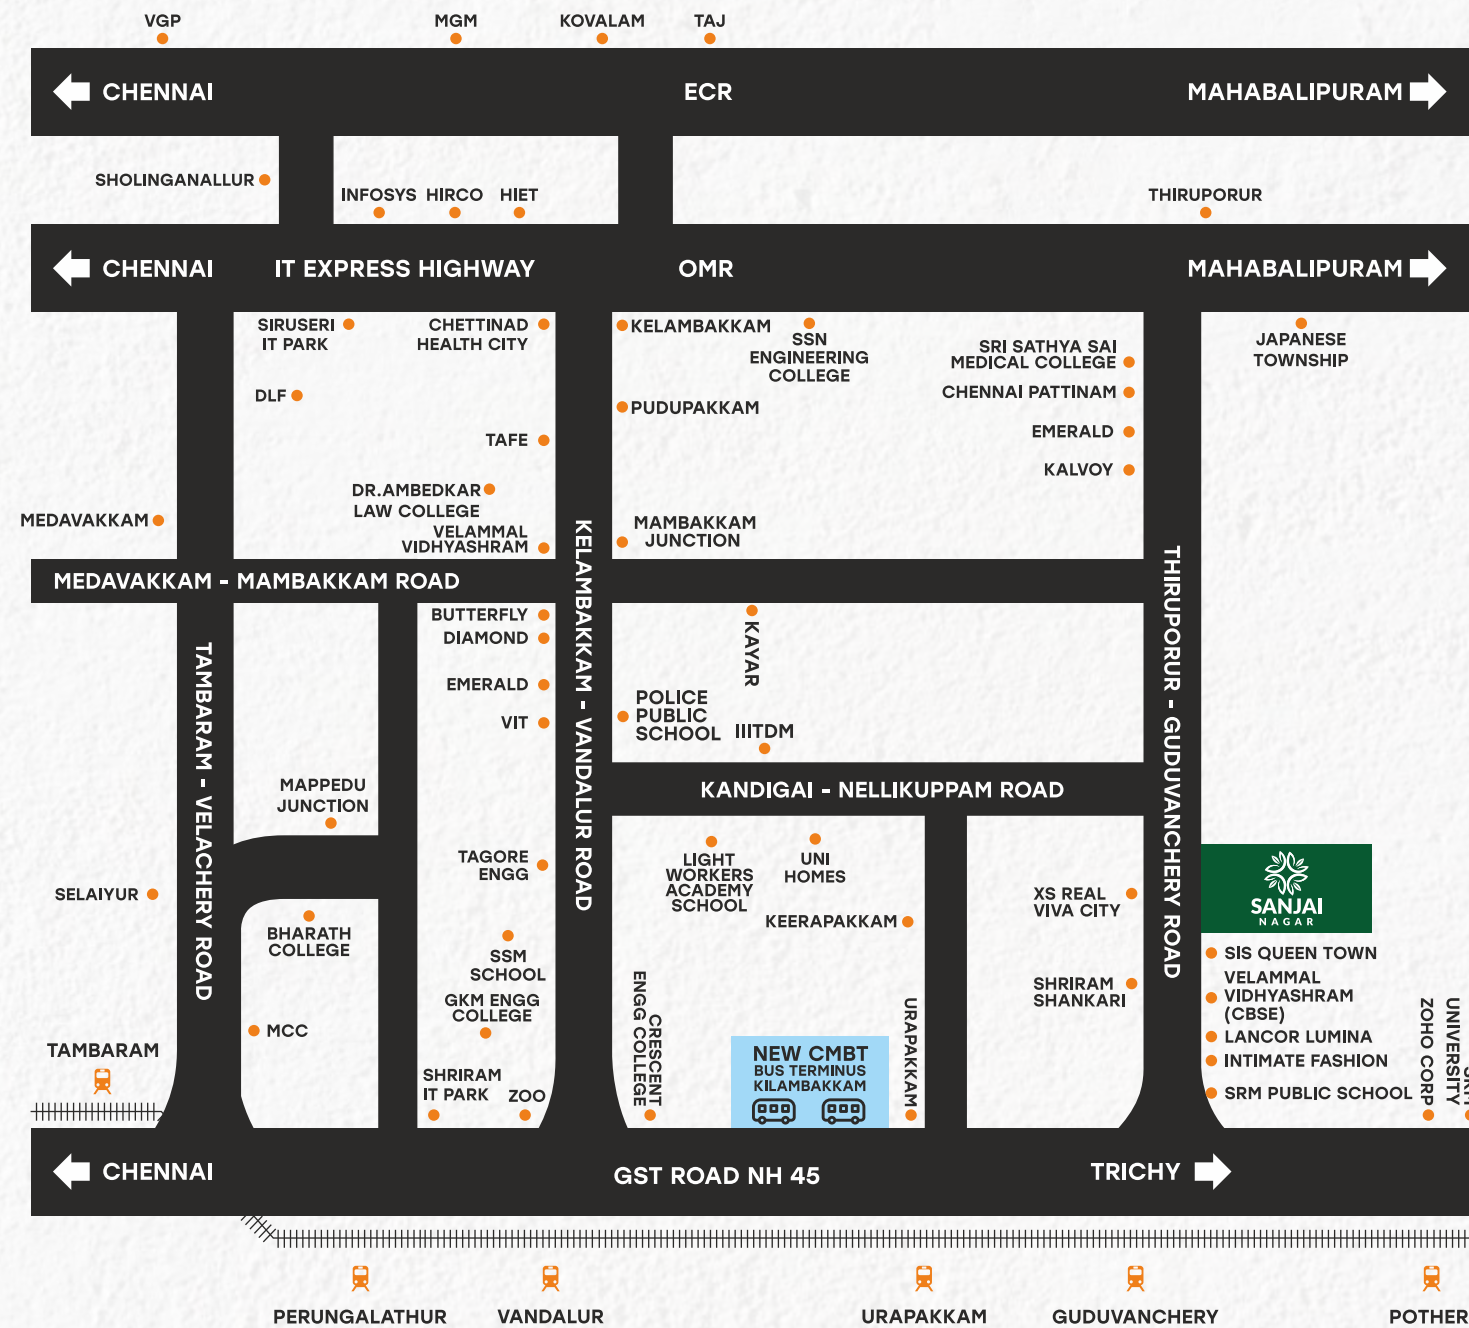 VGP
MGM
KOVALAM
TAJ
CHENNAI
ECR
MAHABALIPURAM
SHOLINGANALLUR
INFOSYS
HIRCO
HIET
THIRUPORUR
CHENNAI
IT EXPRESS HIGHWAY
OMR
MAHABALIPURAM
SIRUSERI
IT PARK
CHETTINAD
HEALTH CITY
KELAMBAKKAM
SSN
ENGINEERING
COLLEGE
SRI SATHYA SAI
MEDICAL COLLEGE
JAPANESE
TOWNSHIP
DLF
PUDUPAKKAM
CHENNAI PATTINAM
TAFE
EMERALD
KALVOY
DR.AMBEDKAR
LAW COLLEGE
MEDAVAKKAM
VELAMMAL
VIDHYASHRAM
MAMBAKKAM
JUNCTION
MEDAVAKKAM - MAMBAKKAM ROAD
TAMBARAM - VELACHERY ROAD
KELAMBAKKAM - VANDALUR ROAD
THIRUPORUR - GUDUVANCHERY ROAD
BUTTERFLY
DIAMOND
EMERALD
VIT
KAYAR
POLICE
PUBLIC
SCHOOL
IIITDM
KANDIGAI - NELLIKUPPAM ROAD
MAPPEDU
JUNCTION
TAGORE
ENGG
LIGHT
WORKERS
ACADEMY
SCHOOL
UNI
HOMES
SELAIYUR
XS REAL
VIVA CITY
SANJAI
NAGAR
BHARATH
COLLEGE
SSM
SCHOOL
KEERAPAKKAM
SIS QUEEN TOWN
VELAMMAL
VIDHYASHRAM
(CBSE)
LANCOR LUMINA
INTIMATE FASHION
SRM PUBLIC SCHOOL
SHRIRAM
SHANKARI
GKM ENGG
COLLEGE
MCC
TAMBARAM
SHRIRAM
IT PARK
ZOO
CRESCENT
ENGG COLLEGE
NEW CMBT
BUS TERMINUS
KILAMBAKKAM
URAPAKKAM
ZOHO CORP
UNIVERSITY
CHENNAI
GST ROAD NH 45
TRICHY
PERUNGALATHUR
VANDALUR
URAPAKKAM
GUDUVANCHERY
POTHER